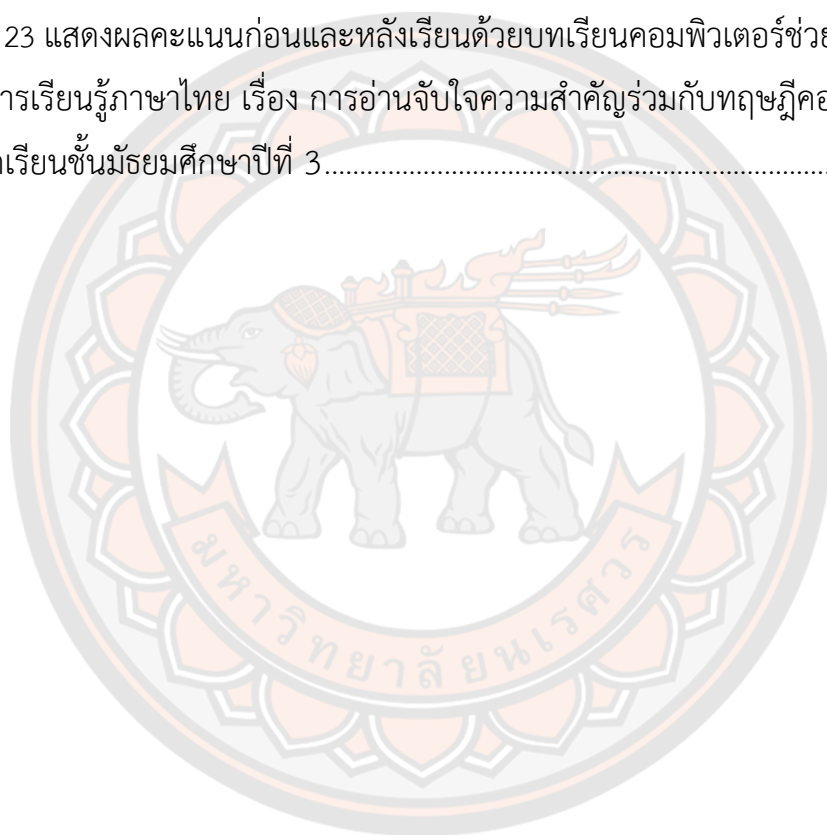 23 แสดงผลคะแนนก่อนและหลังเรียนด้วยบทเรียนคอมพิวเตอร์ช่วย
การเรียนรู้ภาษาไทย เรื่อง การอ่านจับใจความสำคัญร่วมกับทฤษฎีคอ
เรียนชั้นมัธยมศึกษาปีที่ 3
มหาวิทยาลัยนเรศวร